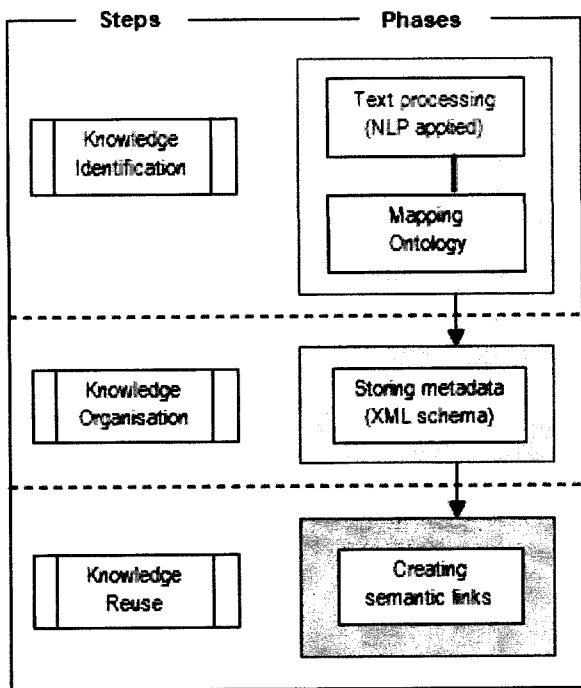 Steps
Phases
Knowledge
Identification
Text processing
(NLP applied)
Mapping
Ontology
Knowledge
Organisation
Storing metadata
(XML schema)
Knowledge
Reuse
Creating
semantic links